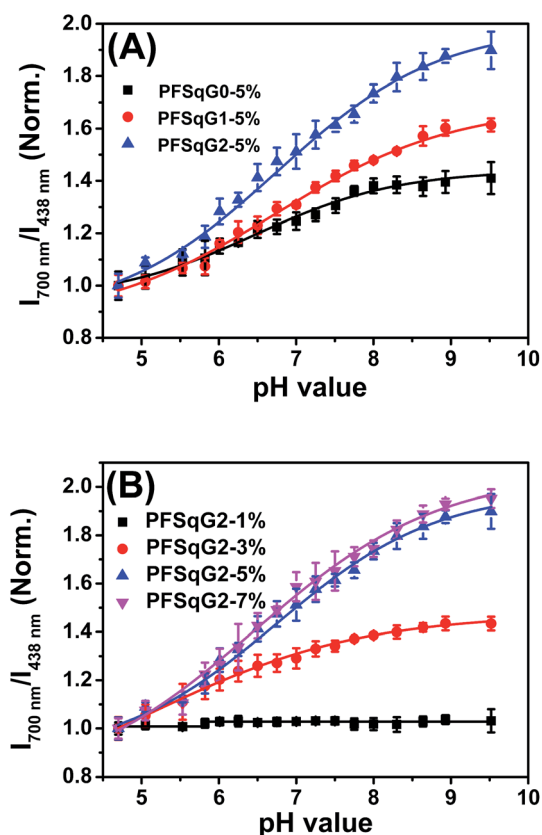 (A)
PFSqG0-5%
PFSqG1-5%
PFSqG2-5%
I700 nm/I438 nm (Norm.)
2.0
1.8
1.6
1.4
1.2
1.0
0.8
5 6 7 8 9 10
pH value
(B)
PFSqG2-1%
PFSqG2-3%
PFSqG2-5%
PFSqG2-7%
I700 nm/I438 nm (Norm.)
2.0
1.8
1.6
1.4
1.2
1.0
0.8
5 6 7 8 9 10
pH value